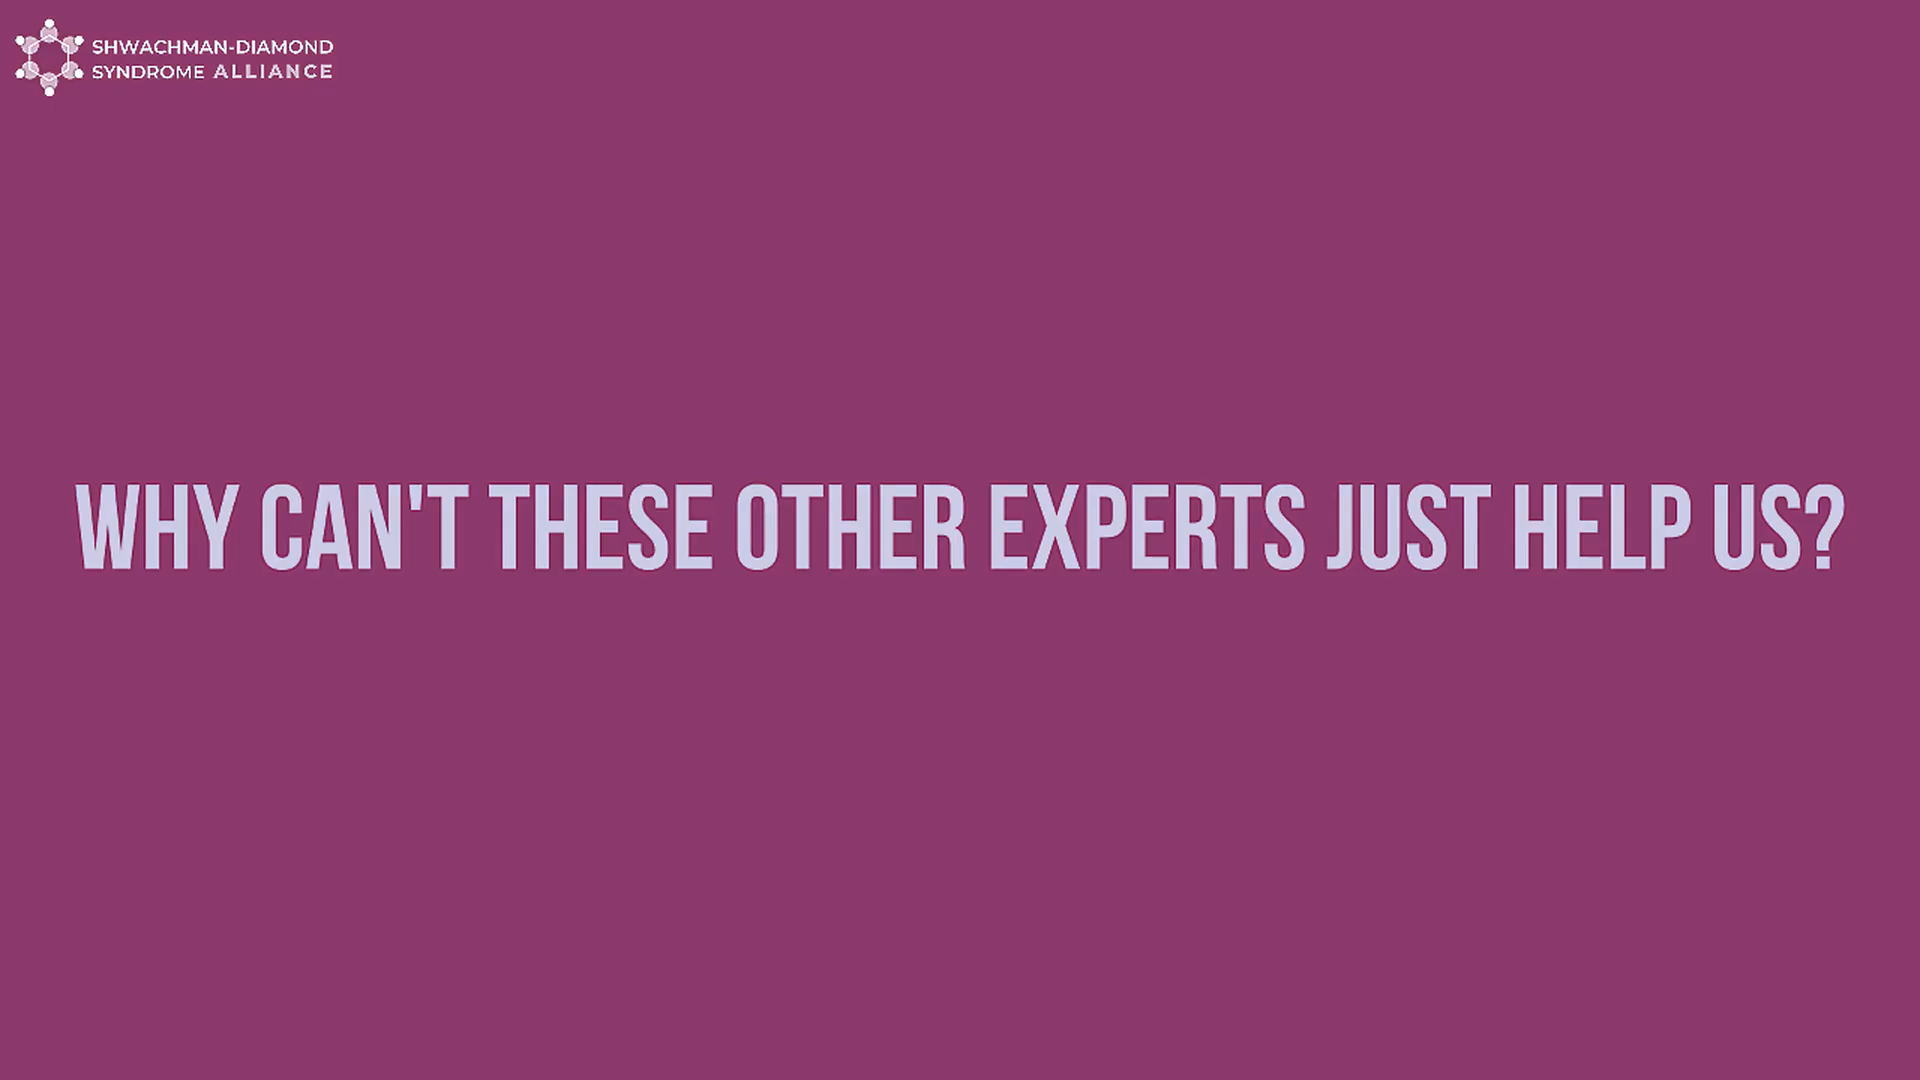 SHWACHMAN-DIAMOND
SYNDROME ALLIANCE
WHY CAN'T THESE OTHER EXPERTS JUST HELP US?